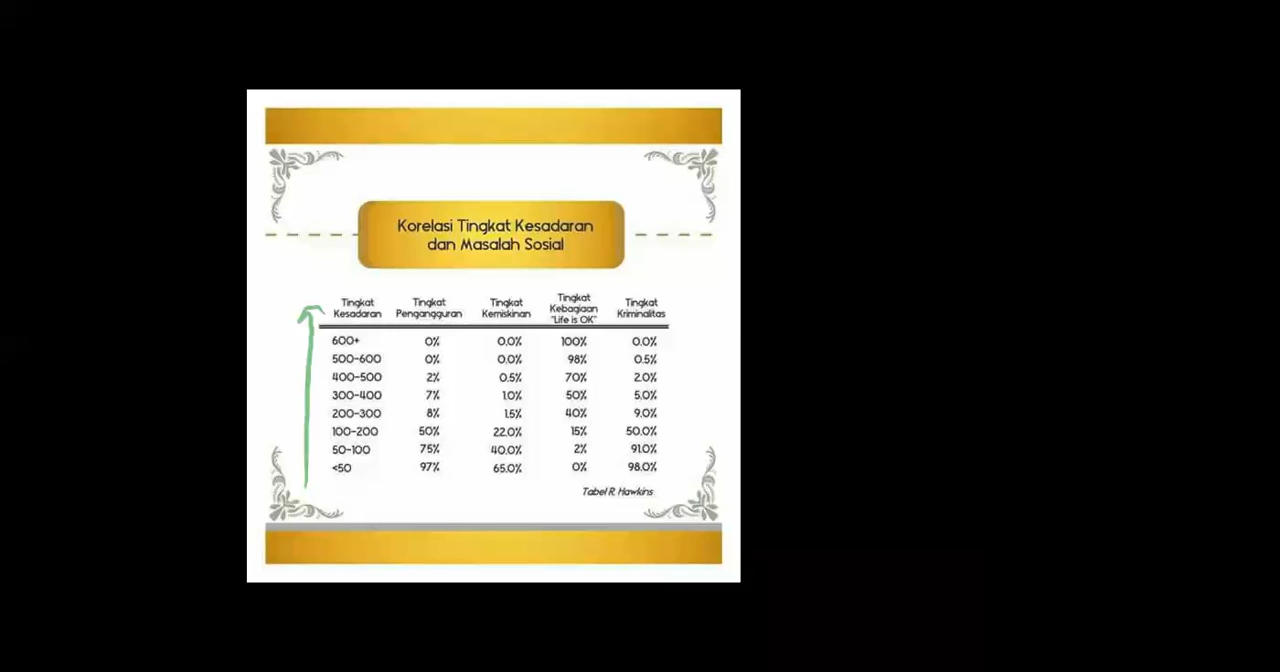 Korelasi Tingkat Kesadaran
dan Masalah Sosial
Tingkat Kesadaran Tingkat Pengangguran Tingkat Kemiskinan Tingkat Kebagiaan "Life is OK" Tingkat Kriminalitas
600+ 0% 0.0% 100% 0.0%
500-600 0% 0.0% 98% 0.5%
400-500 2% 0.5% 70% 2.0%
300-400 7% 1.0% 50% 5.0%
200-300 8% 1.5% 40% 9.0%
100-200 50% 22.0% 15% 50.0%
50-100 75% 40.0% 2% 91.0%
<50 97% 65.0% 0% 98.0%
Tabel R. Hawkins